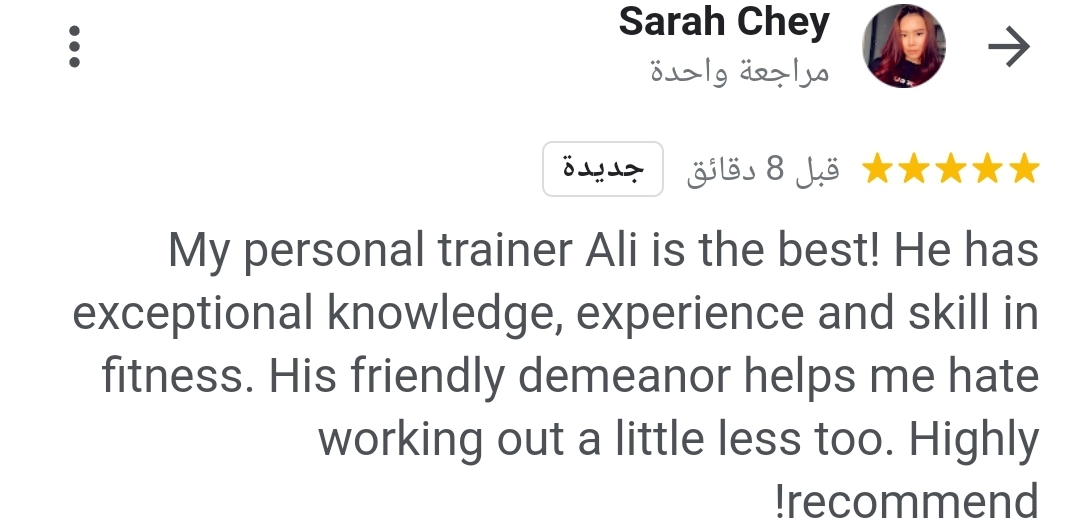 Sarah Chey
مراجعة واحدة
قبل 8 دقائق جديدة
My personal trainer Ali is the best! He has
exceptional knowledge, experience and skill in
fitness. His friendly demeanor helps me hate
working out a little less too. Highly
!recommend